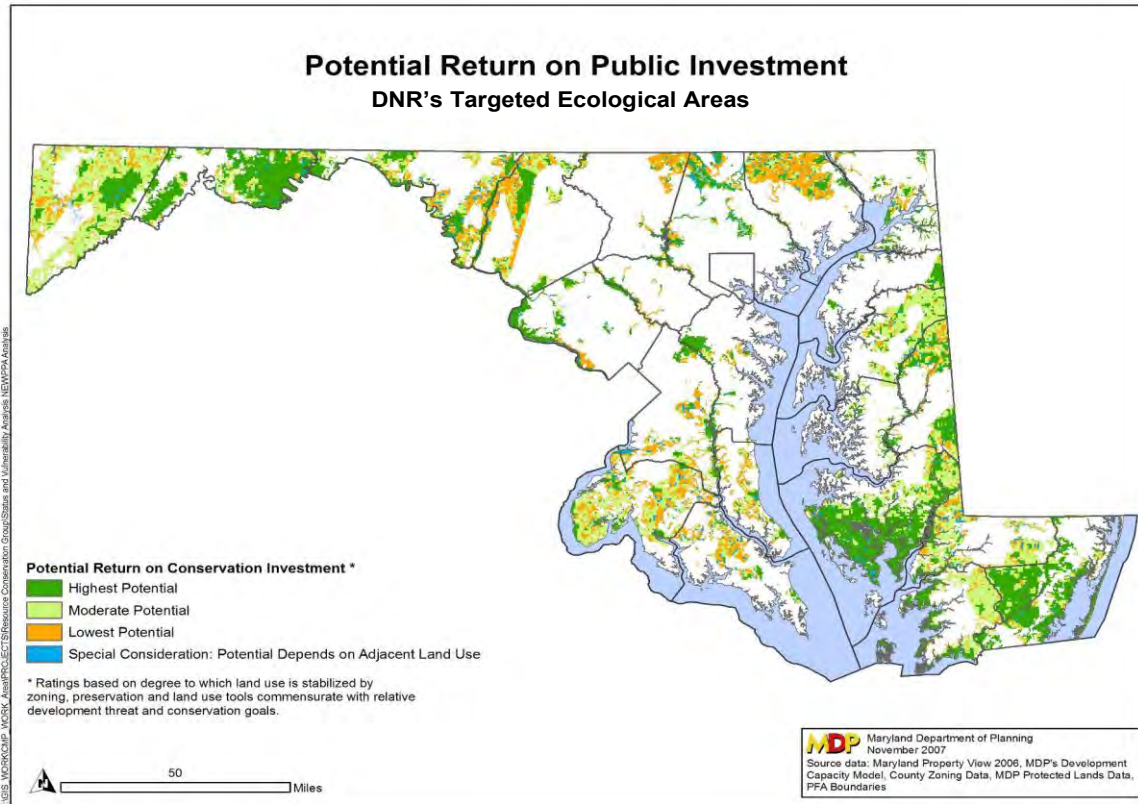 Potential Return on Public Investment
DNR's Targeted Ecological Areas
Potential Return on Conservation Investment *
Highest Potential
Moderate Potential
Lowest Potential
Special Consideration: Potential Depends on Adjacent Land Use
* Ratings based on degree to which land use is stabilized by
zoning, preservation and land use tools commensurate with relative
development threat and conservation goals.
50
Miles
MDP
Maryland Department of Planning
November 2007
Source data: Maryland Property View 2006, MDP's Development
Capacity Model, County Zoning Data, MDP Protected Lands Data,
PFA Boundaries